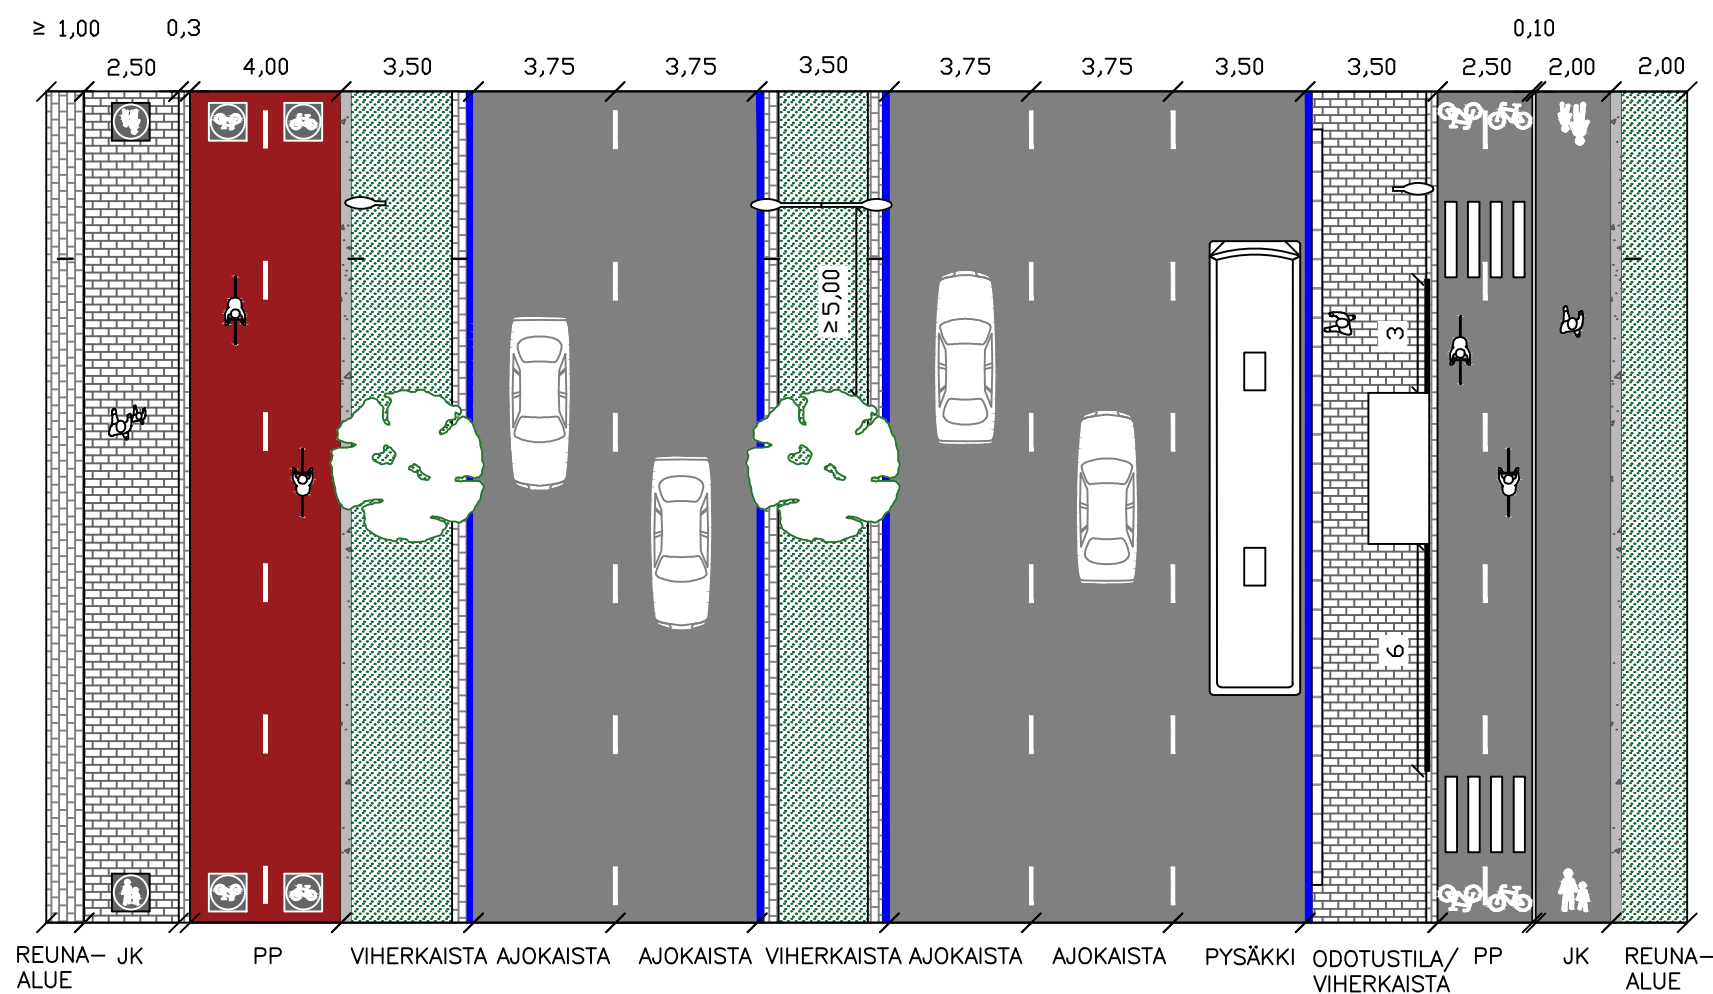 ≥ 1,00 0,3 0,10
2,50 4,00 3,50 3,75 3,75 3,50 3,75 3,75 3,50 3,50 2,50 2,00 2,00
≥5,00
3
6
REUNA- JK PP VIHERKAISTA AJOKAISTA AJOKAISTA VIHERKAISTA AJOKAISTA AJOKAISTA PYSÄKKI ODOTUSTILA/ PP JK REUNA-
ALUE VIHERKAISTA ALUE